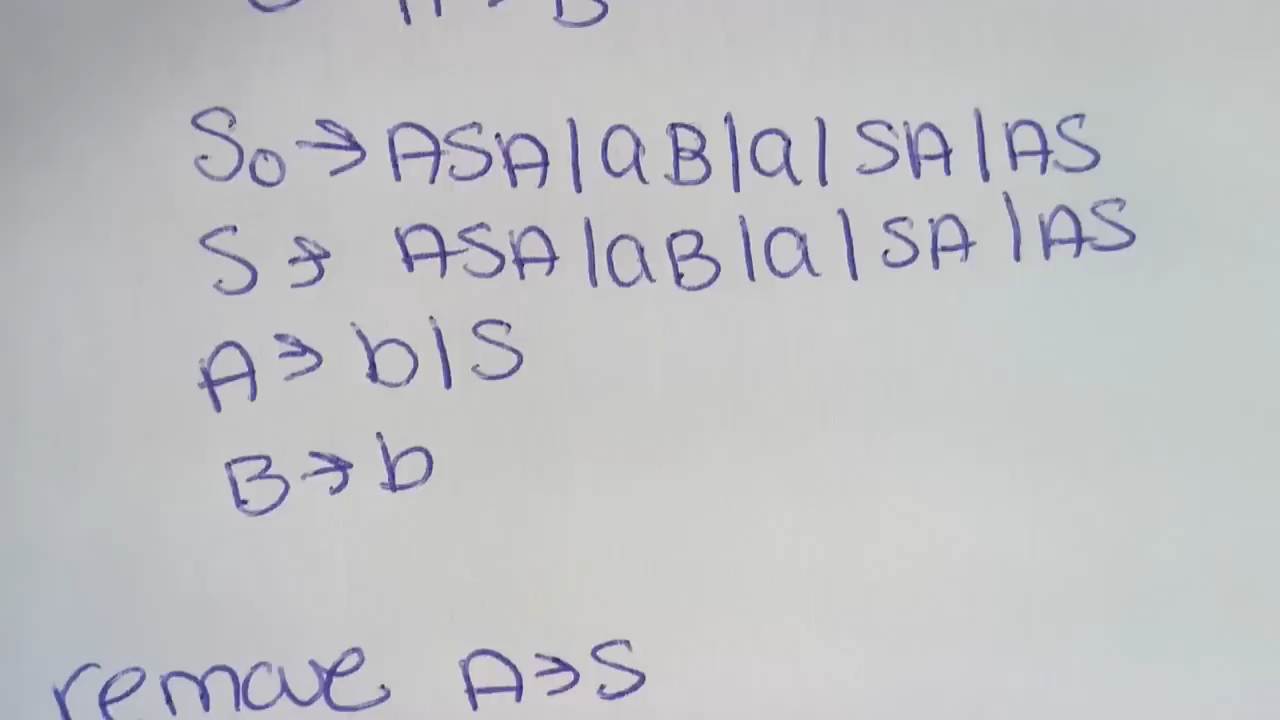 A → B
S₀ → ASA | aB | a | SA | AS
S → ASA | aB | a | SA | AS
A → b | S
B → b
remove A → S